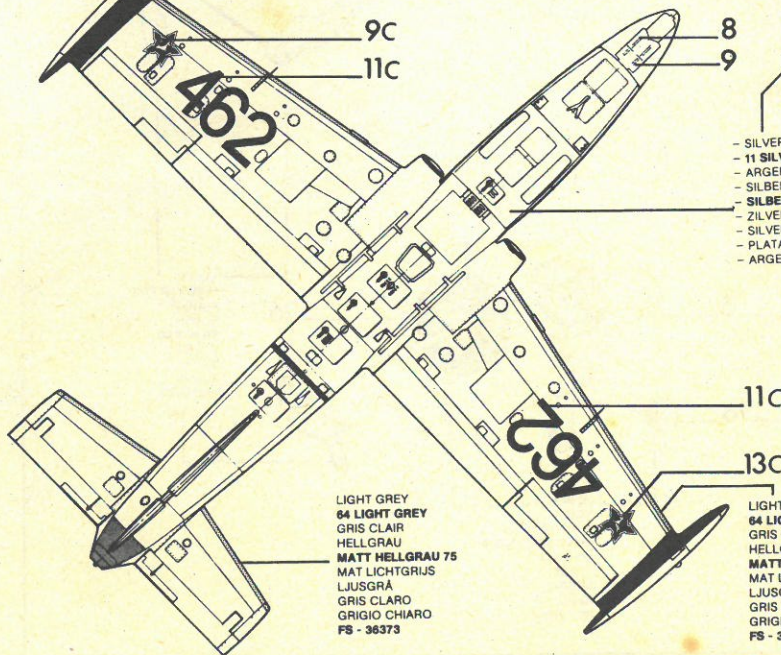 9C
11C
462
8
9
- SILVER
- 11
- ARGE
- SILBE
- SILBE
- ZILVE
- SILVE
- PLATA
- ARGE
11C
462
13C
LIGHT GREY
64 LIGHT GREY
GRIS CLAIR
HELLGRAU
MATT HELLGRAU 75
MAT LICHTGRIJS
LJUSGRÅ
GRIS CLARO
GRIGIO CHIARO
FS - 36373
LIGHT
64 LI
GRIS
HELLG
MATT
MAT L
LJUSG
GRIS
GRIGI
FS - 3